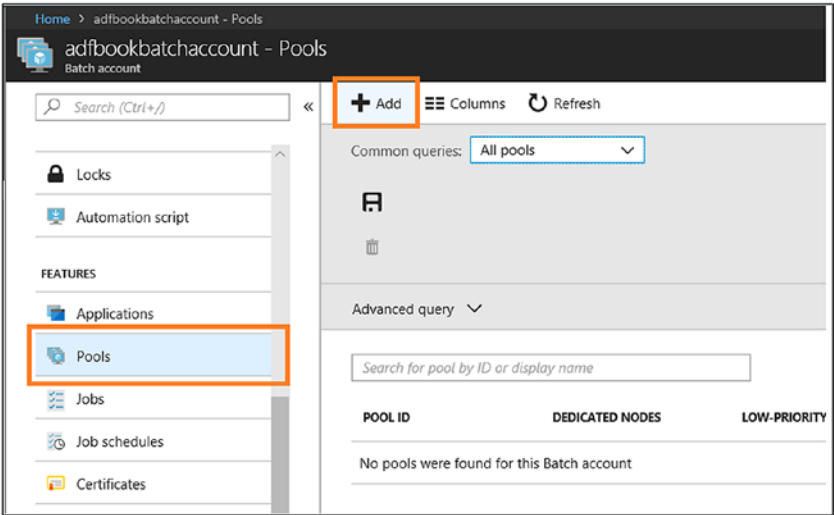 Home > adfbookbatchaccount - Pools
adfbookbatchaccount - Pools
Batch account
Search (Ctrl+/)
«
Locks
Automation script
FEATURES
Applications
Pools
Jobs
Job schedules
Certificates
Add Columns Refresh
Common queries: All pools
Advanced query
Search for pool by ID or display name
POOL ID DEDICATED NODES LOW-PRIORITY
No pools were found for this Batch account